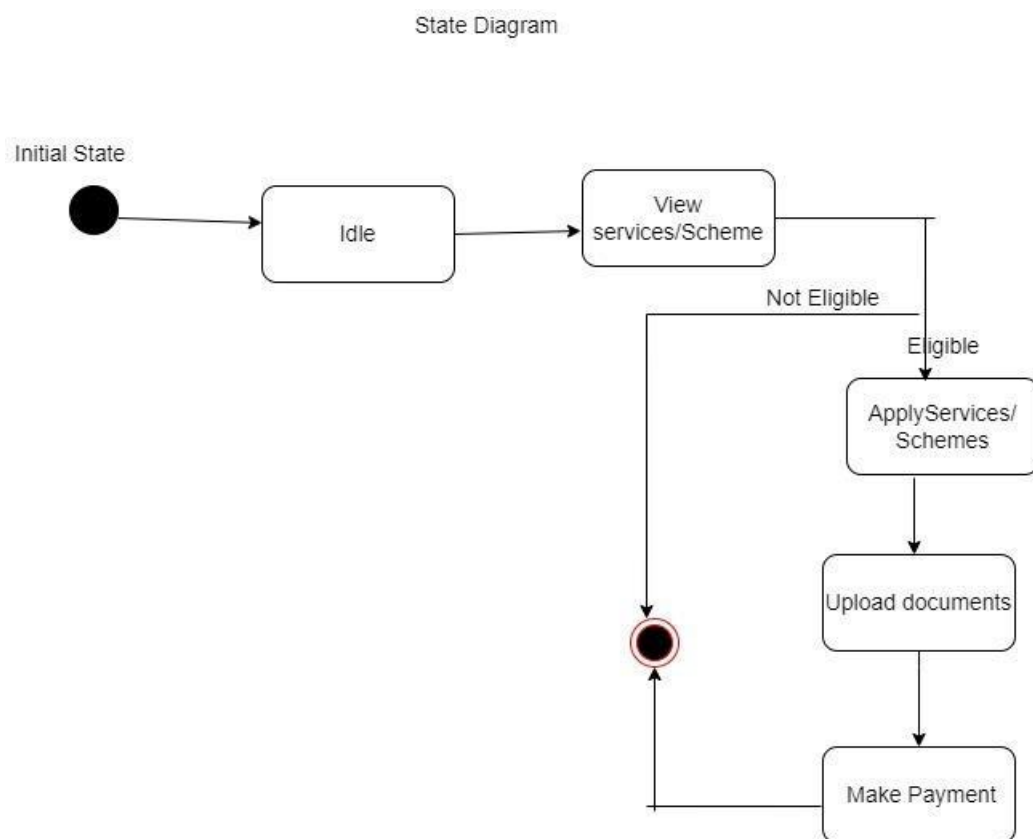 State Diagram
Initial State
Idle
View
services/Scheme
Not Eligible
Eligible
ApplyServices/
Schemes
Upload documents
Make Payment